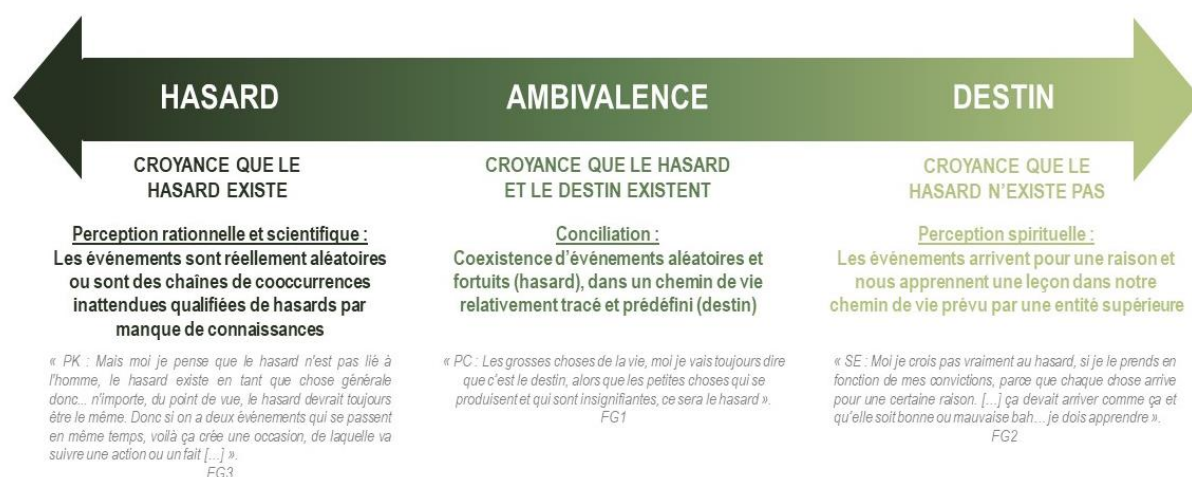 HASARD
AMBIVALENCE
DESTIN
CROYANCE QUE LE
HASARD EXISTE
Perception rationnelle et scientifique :
Les événements sont réellement aléatoires
ou sont des chaînes de cooccurrences
inattendues qualifiées de hasards par
manque de connaissances
« PK : Mais moi je pense que le hasard n'est pas lié à
l'homme, le hasard existe en tant que chose générale
donc... n'importe, du point de vue, le hasard devrait toujours
être le même. Donc si on a deux événements qui se passent
en même temps, voilà ça crée une occasion, de laquelle va
suivre une action ou un fait [...] ».
FG3
CROYANCE QUE LE HASARD
ET LE DESTIN EXISTENT
Conciliation :
Coexistence d'événements aléatoires et
fortuits (hasard), dans un chemin de vie
relativement tracé et prédéfini (destin)
« PC : Les grosses choses de la vie, moi je vais toujours dire
que c'est le destin, alors que les petites choses qui se
produisent et qui sont insignifiantes, ce sera le hasard ».
FG1
CROYANCE QUE LE
HASARD N'EXISTE PAS
Perception spirituelle :
Les événements arrivent pour une raison et
nous apprennent une leçon dans notre
chemin de vie prévu par une entité supérieure
« SE : Moi je crois pas vraiment au hasard, si je le prends en
fonction de mes convictions, parce que chaque chose arrive
pour une certaine raison. [...] ça devait arriver comme ça et
qu'elle soit bonne ou mauvaise bah... je dois apprendre ».
FG2